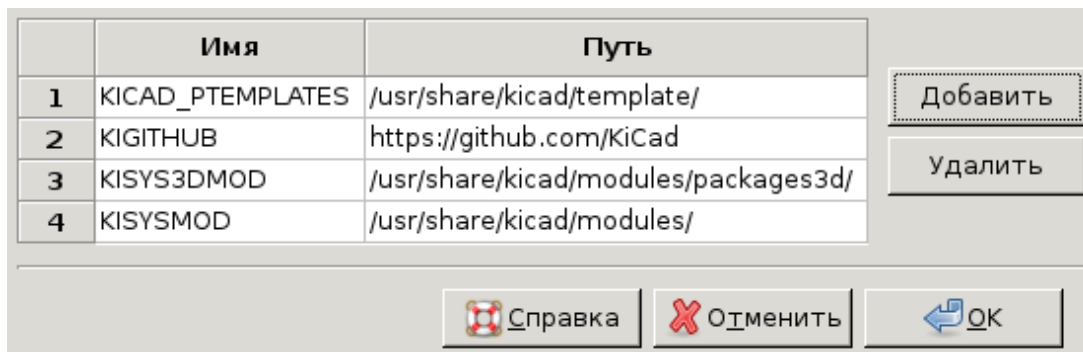 Имя Путь
1 KICAD_PTEMPLATES /usr/share/kicad/template/
2 KIGITHUB https://github.com/KiCad
3 KISYS3DMOD /usr/share/kicad/modules/packages3d/
4 KISYSMOD /usr/share/kicad/modules/
Добавить
Удалить
Справка Отменить OK